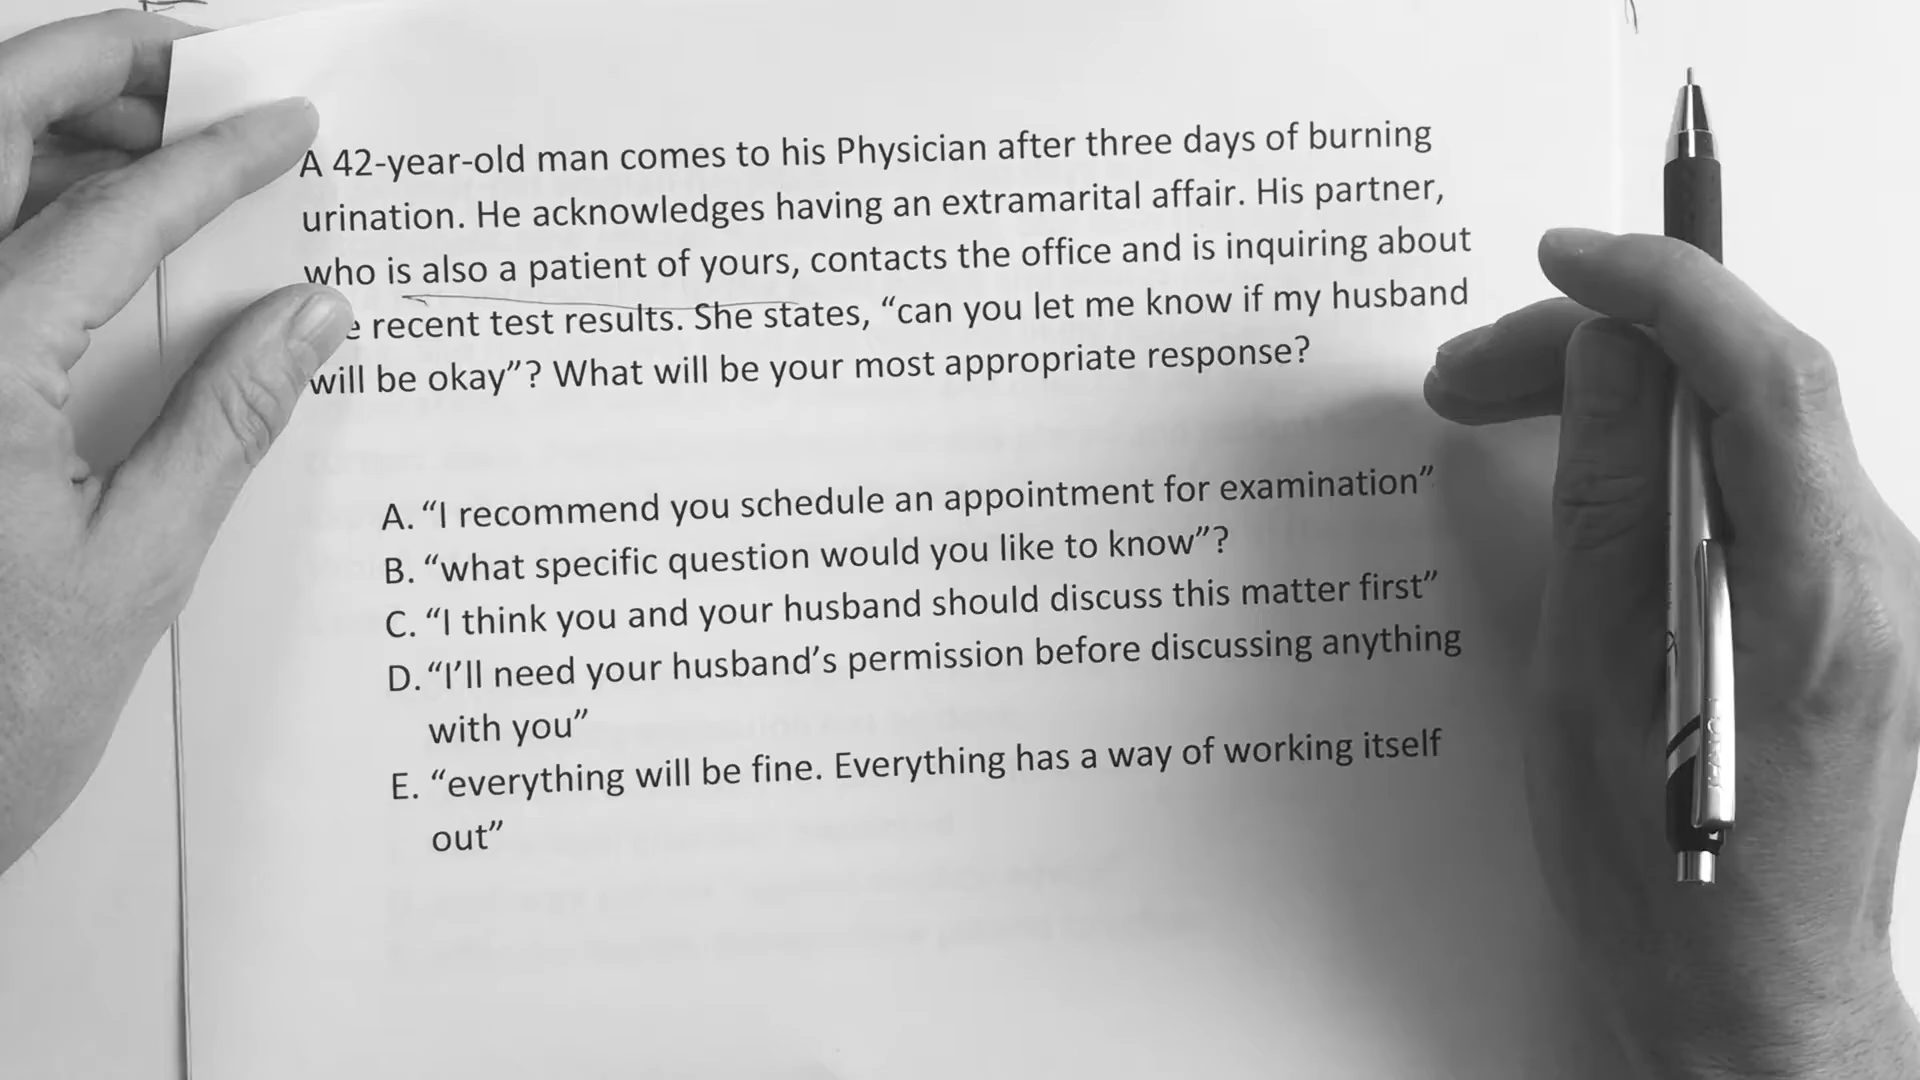 A 42-year-old man comes to his Physician after three days of burning
urination. He acknowledges having an extramarital affair. His partner,
who is also a patient of yours, contacts the office and is inquiring about
recent test results. She states, “can you let me know if my husband
will be okay”? What will be your most appropriate response?
A. “I recommend you schedule an appointment for examination”
B. “what specific question would you like to know”?
C. “I think you and your husband should discuss this matter first”
D. “I’ll need your husband’s permission before discussing anything
with you”
E. “everything will be fine. Everything has a way of working itself
out”